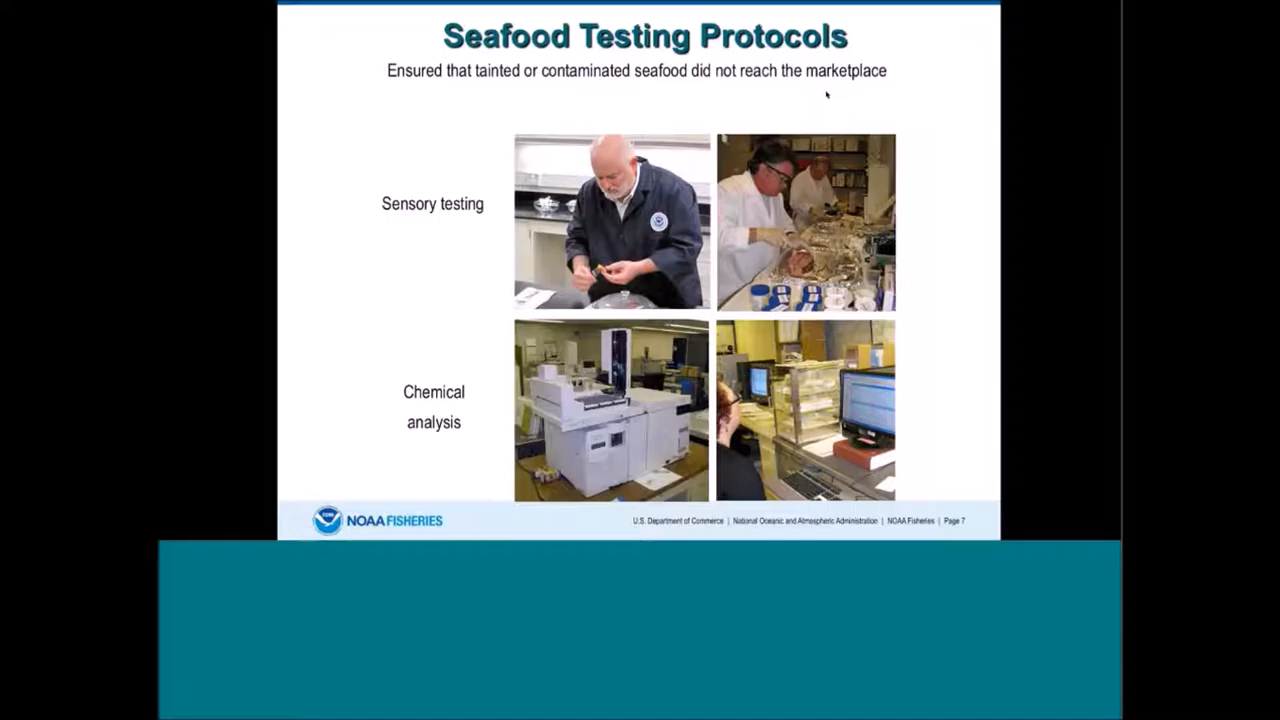 Seafood Testing Protocols
Ensured that tainted or contaminated seafood did not reach the marketplace
Sensory testing
Chemical
analysis
NOAA FISHERIES
U.S. Department of Commerce | National Oceanic and Atmospheric Administration | NOAA Fisheries | Page 7